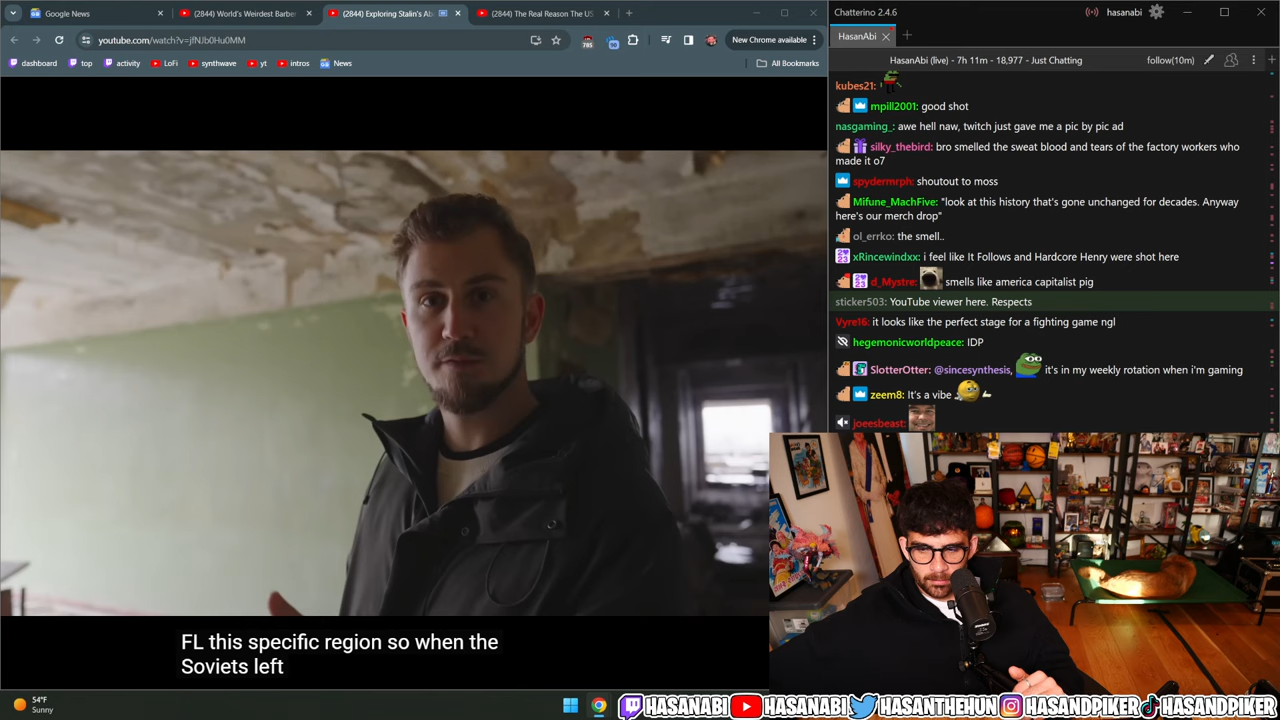 Google News
(2844) World's Weirdest Barbe
(2844) Exploring Stalin's Ab
(2844) The Real Reason The US
Chatterino 2.4.6
hasanabi
youtube.com/watch?v=jfNJb0Hu0MM
New Chrome available
HasanAbi
dashboard
top
activity
LoFi
synthwave
yt
intros
News
All Bookmarks
HasanAbi (live) - 7h 11m - 18,977 - Just Chatting
follow(10m)
kubes21:
mpill2001: good shot
nasgaming_: awe hell naw, twitch just gave me a pic by pic ad
silky_thebird: bro smelled the sweat blood and tears of the factory workers who
made it o7
spydermrph: shoutout to moss
Mifune_MachFive: "look at this history that's gone unchanged for decades. Anyway
here's our merch drop"
ol_errko: the smell..
xRincewindxx: i feel like It Follows and Hardcore Henry were shot here
d_Mystre: smells like america capitalist pig
sticker503: YouTube viewer here. Respects
Vyre16: it looks like the perfect stage for a fighting game ngl
hegemonicworldpeace: IDP
SlotterOtter: @sincesynthesis, it's in my weekly rotation when i'm gaming
zeem8: It's a vibe
joeesbeast:
FL this specific region so when the
Soviets left
54°F
Sunny
HASANABI
HASANABI
HASANTHEHUN
HASANDPIKER
HASANDPIKER